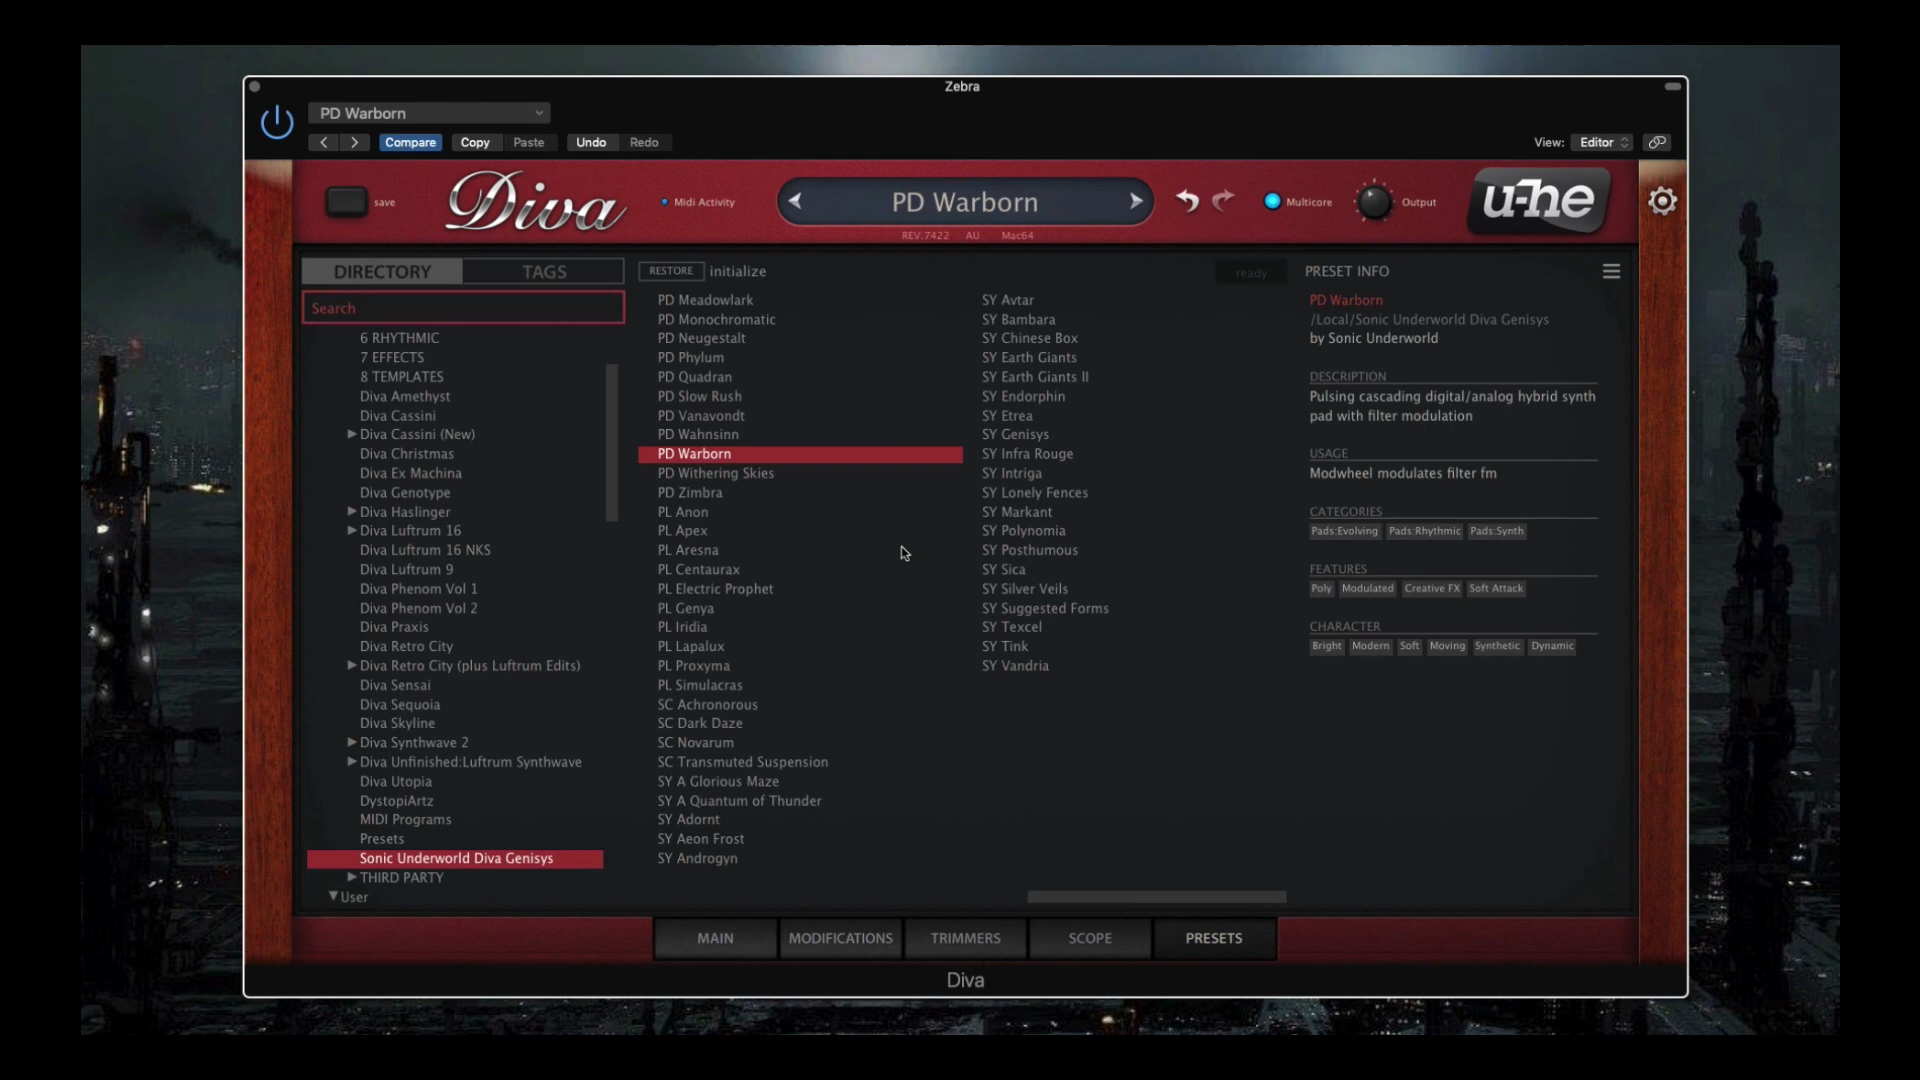 Zebra
PD Warborn
Compare Copy Paste Undo Redo
View: Editor
save
Diva
Midi Activity
PD Warborn
REV.7422 AU Mac64
Multicore
Output
u-he
DIRECTORY TAGS
Search
6 RHYTHMIC
7 EFFECTS
8 TEMPLATES
Diva Amethyst
Diva Cassini
Diva Cassini (New)
Diva Christmas
Diva Ex Machina
Diva Genotype
Diva Haslinger
Diva Luftrum 16
Diva Luftrum 16 NKS
Diva Luftrum 9
Diva Phenom Vol 1
Diva Phenom Vol 2
Diva Praxis
Diva Retro City
Diva Retro City (plus Luftrum Edits)
Diva Sensai
Diva Sequoia
Diva Skyline
Diva Synthwave 2
Diva Unfinished:Luftrum Synthwave
Diva Utopia
DystopiArtz
MIDI Programs
Presets
Sonic Underworld Diva Genisys
THIRD PARTY
User
RESTORE initialize
ready
PD Meadowlark
PD Monochromatic
PD Neugestalt
PD Phylum
PD Quadran
PD Slow Rush
PD Vanavondt
PD Wahnsinn
PD Warborn
PD Withering Skies
PD Zimbra
PL Anon
PL Apex
PL Aresna
PL Centaurax
PL Electric Prophet
PL Genya
PL Iridia
PL Lapalux
PL Proxyma
PL Simulacras
SC Achronorous
SC Dark Daze
SC Novarum
SC Transmuted Suspension
SY A Glorious Maze
SY A Quantum of Thunder
SY Adornt
SY Aeon Frost
SY Androgyn
SY Avtar
SY Bambara
SY Chinese Box
SY Earth Giants
SY Earth Giants II
SY Endorphin
SY Etrea
SY Genisys
SY Infra Rouge
SY Intriga
SY Lonely Fences
SY Markant
SY Polynomia
SY Posthumous
SY Sica
SY Silver Veils
SY Suggested Forms
SY Texcel
SY Tink
SY Vandria
PRESET INFO
PD Warborn
/Local/Sonic Underworld Diva Genisys
by Sonic Underworld
DESCRIPTION
Pulsing cascading digital/analog hybrid synth
pad with filter modulation
USAGE
Modwheel modulates filter fm
CATEGORIES
Pads:Evolving Pads:Rhythmic Pads:Synth
FEATURES
Poly Modulated Creative FX Soft Attack
CHARACTER
Bright Modern Soft Moving Synthetic Dynamic
MAIN MODIFICATIONS TRIMMERS SCOPE PRESETS
Diva